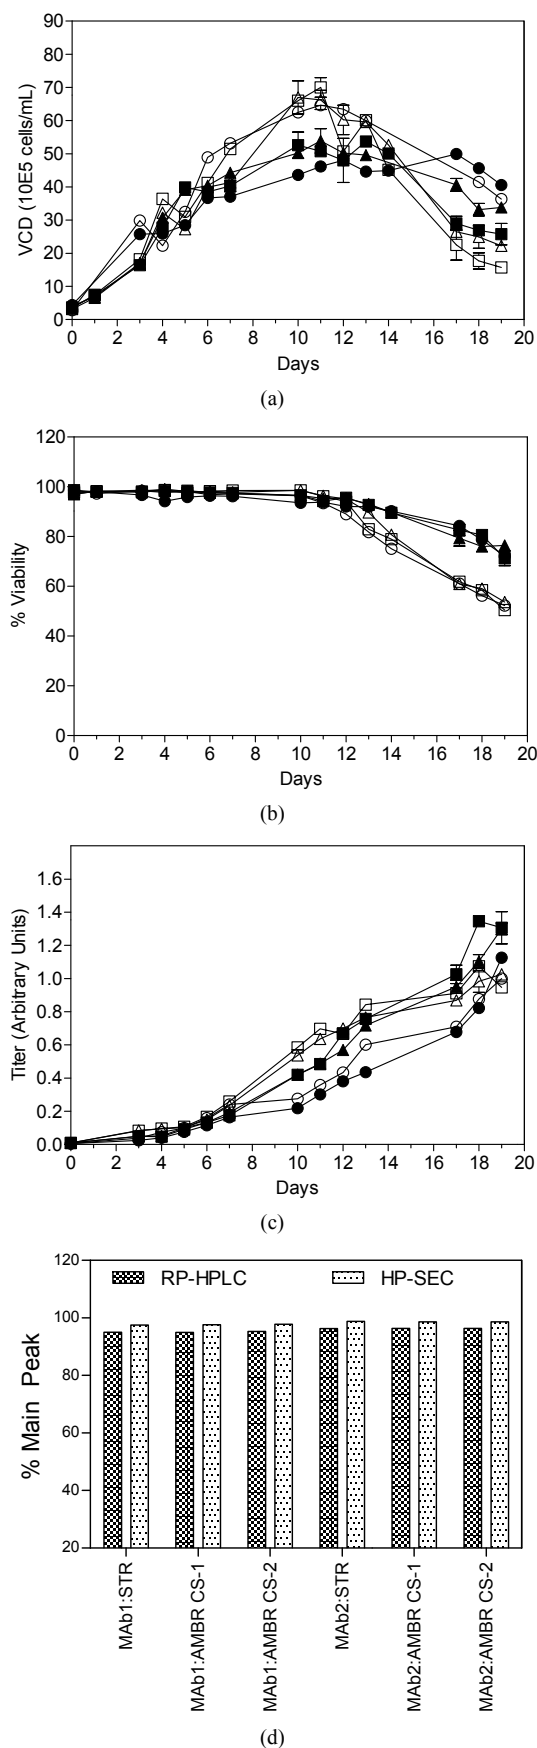 90
80
70
60
50
40
30
20
10
0
VCD (10E5 cells/mL)
0 2 4 6 8 10 12 14 16 18 20
Days
(a)
120
100
80
60
40
20
0
% Viability
0 2 4 6 8 10 12 14 16 18 20
Days
(b)
1.6
1.4
1.2
1.0
0.8
0.6
0.4
0.2
0.0
Titer (Arbitrary Units)
0 2 4 6 8 10 12 14 16 18 20
Days
(c)
120
100
80
60
40
20
% Main Peak
RP-HPLC HP-SEC
MAb1:STR
MAb1:AMBR CS-1
MAb1:AMBR CS-2
MAb2:STR
MAb2:AMBR CS-1
MAb2:AMBR CS-2
(d)